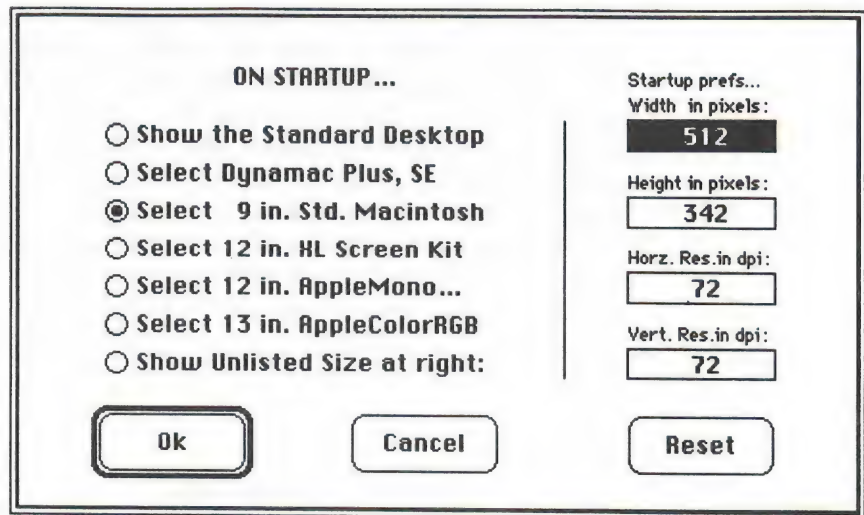 ON STARTUP...
Show the Standard Desktop
Select Dynamac Plus, SE
Select 9 in. Std. Macintosh
Select 12 in. XL Screen Kit
Select 12 in. AppleMono...
Select 13 in. AppleColorRGB
Show Unlisted Size at right:
Startup prefs...
Width in pixels:
512
Height in pixels:
342
Horz. Res.in dpi:
72
Vert. Res.in dpi:
72
Ok
Cancel
Reset